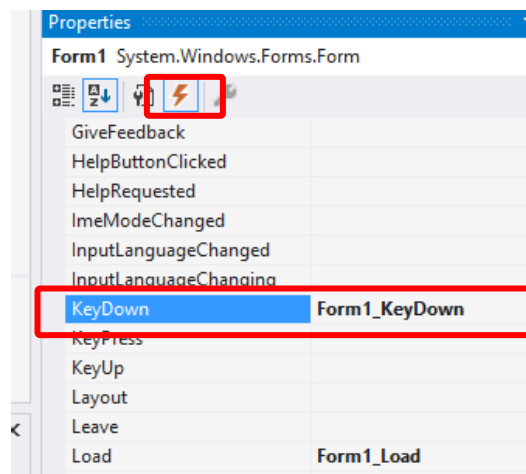 Properties
Form1 System.Windows.Forms.Form
GiveFeedback
HelpButtonClicked
HelpRequested
ImeModeChanged
InputLanguageChanged
InputLanguageChanging
KeyDown Form1_KeyDown
KeyPress
KeyUp
Layout
Leave
Load Form1_Load